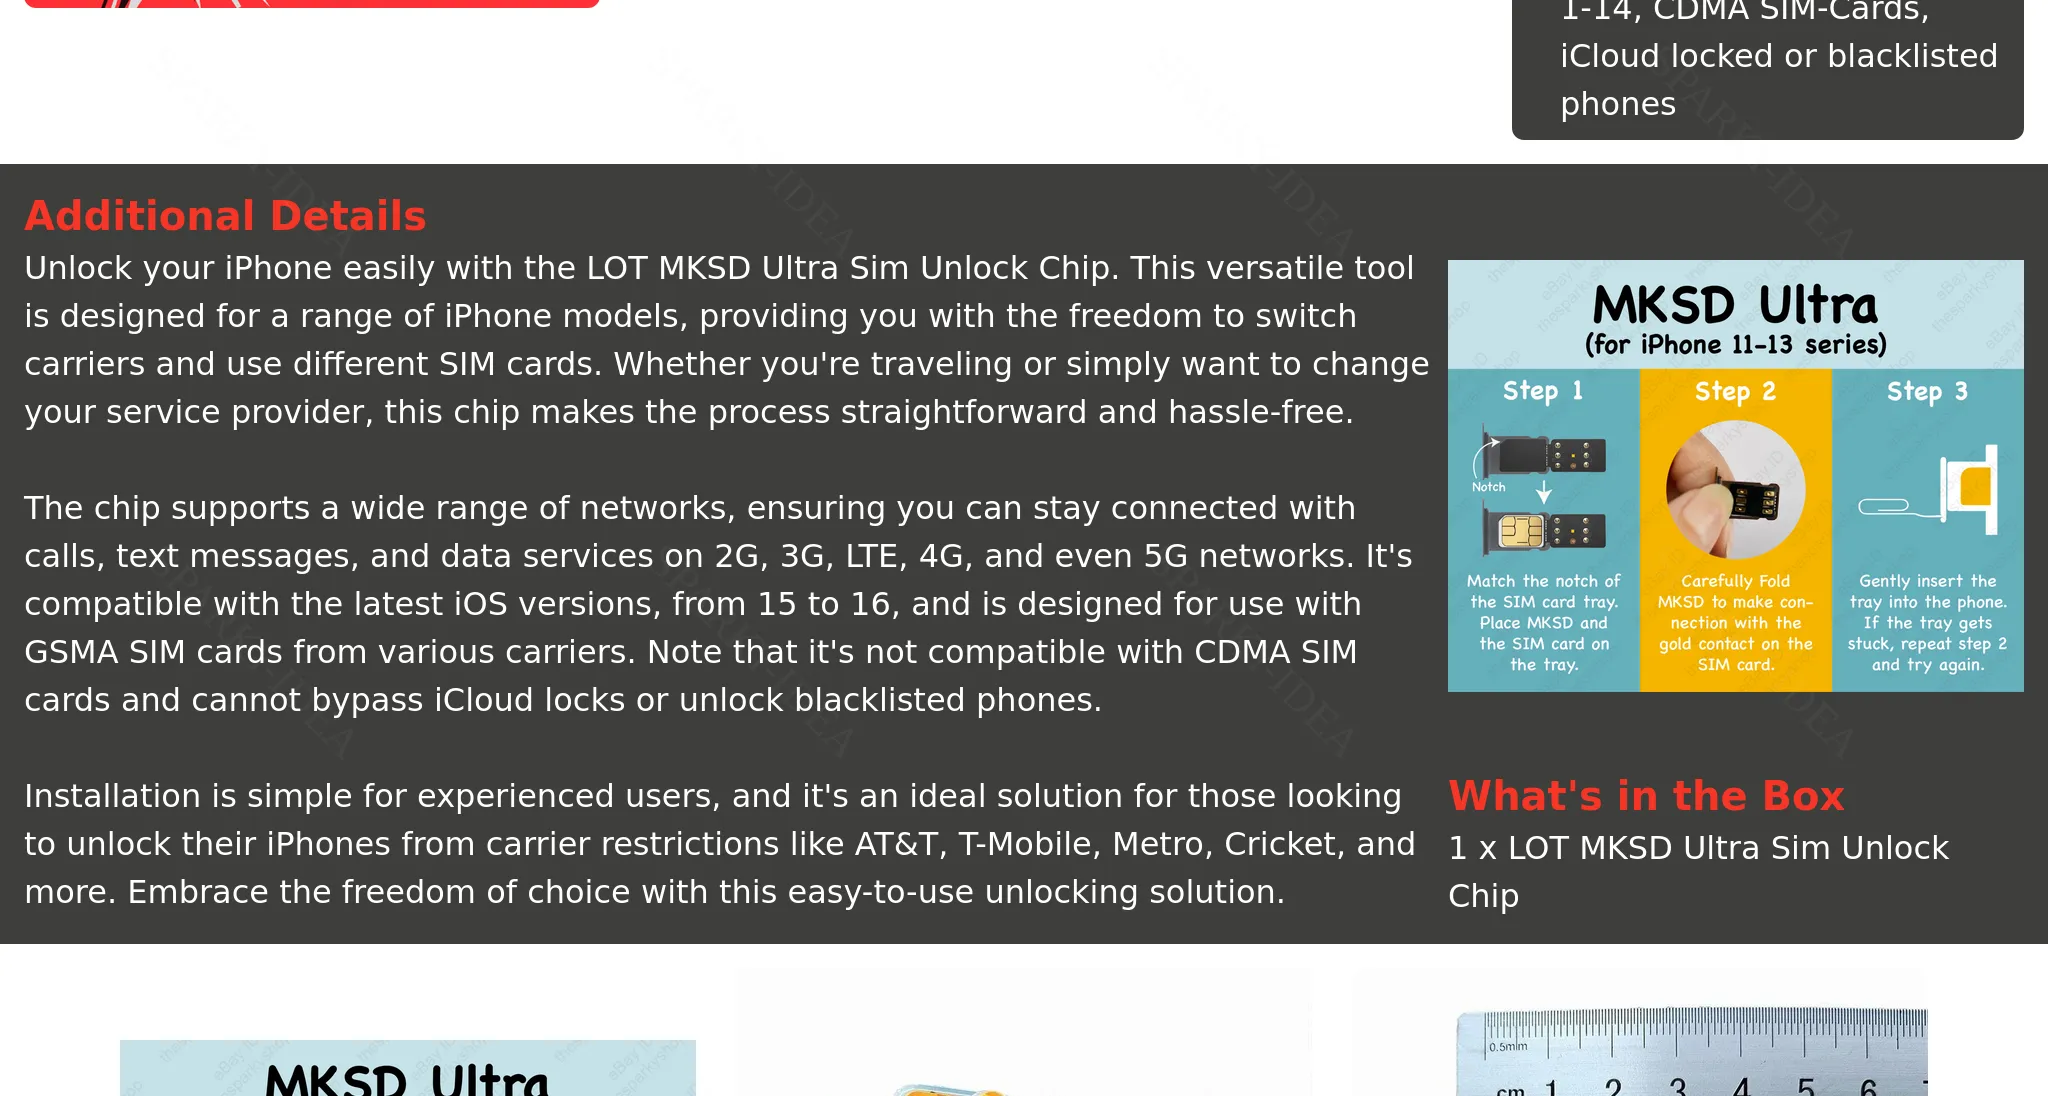 1-14, CDMA SIM-Cards,
iCloud locked or blacklisted
phones
Additional Details
Unlock your iPhone easily with the LOT MKSD Ultra Sim Unlock Chip. This versatile tool
is designed for a range of iPhone models, providing you with the freedom to switch
carriers and use different SIM cards. Whether you're traveling or simply want to change
your service provider, this chip makes the process straightforward and hassle-free.
The chip supports a wide range of networks, ensuring you can stay connected with
calls, text messages, and data services on 2G, 3G, LTE, 4G, and even 5G networks. It's
compatible with the latest iOS versions, from 15 to 16, and is designed for use with
GSMA SIM cards from various carriers. Note that it's not compatible with CDMA SIM
cards and cannot bypass iCloud locks or unlock blacklisted phones.
Installation is simple for experienced users, and it's an ideal solution for those looking
to unlock their iPhones from carrier restrictions like AT&T, T-Mobile, Metro, Cricket, and
more. Embrace the freedom of choice with this easy-to-use unlocking solution.
MKSD Ultra
(for iPhone 11-13 series)
Step 1
Notch
Match the notch of
the SIM card tray.
Place MKSD and
the SIM card on
the tray.
Step 2
Carefully Fold
MKSD to make con-
nection with the
gold contact on the
SIM card.
Step 3
Gently insert the
tray into the phone.
If the tray gets
stuck, repeat step 2
and try again.
What's in the Box
1 x LOT MKSD Ultra Sim Unlock
Chip
MKSD Ultra
0.5mm
cm 1 2 3 4 5 6